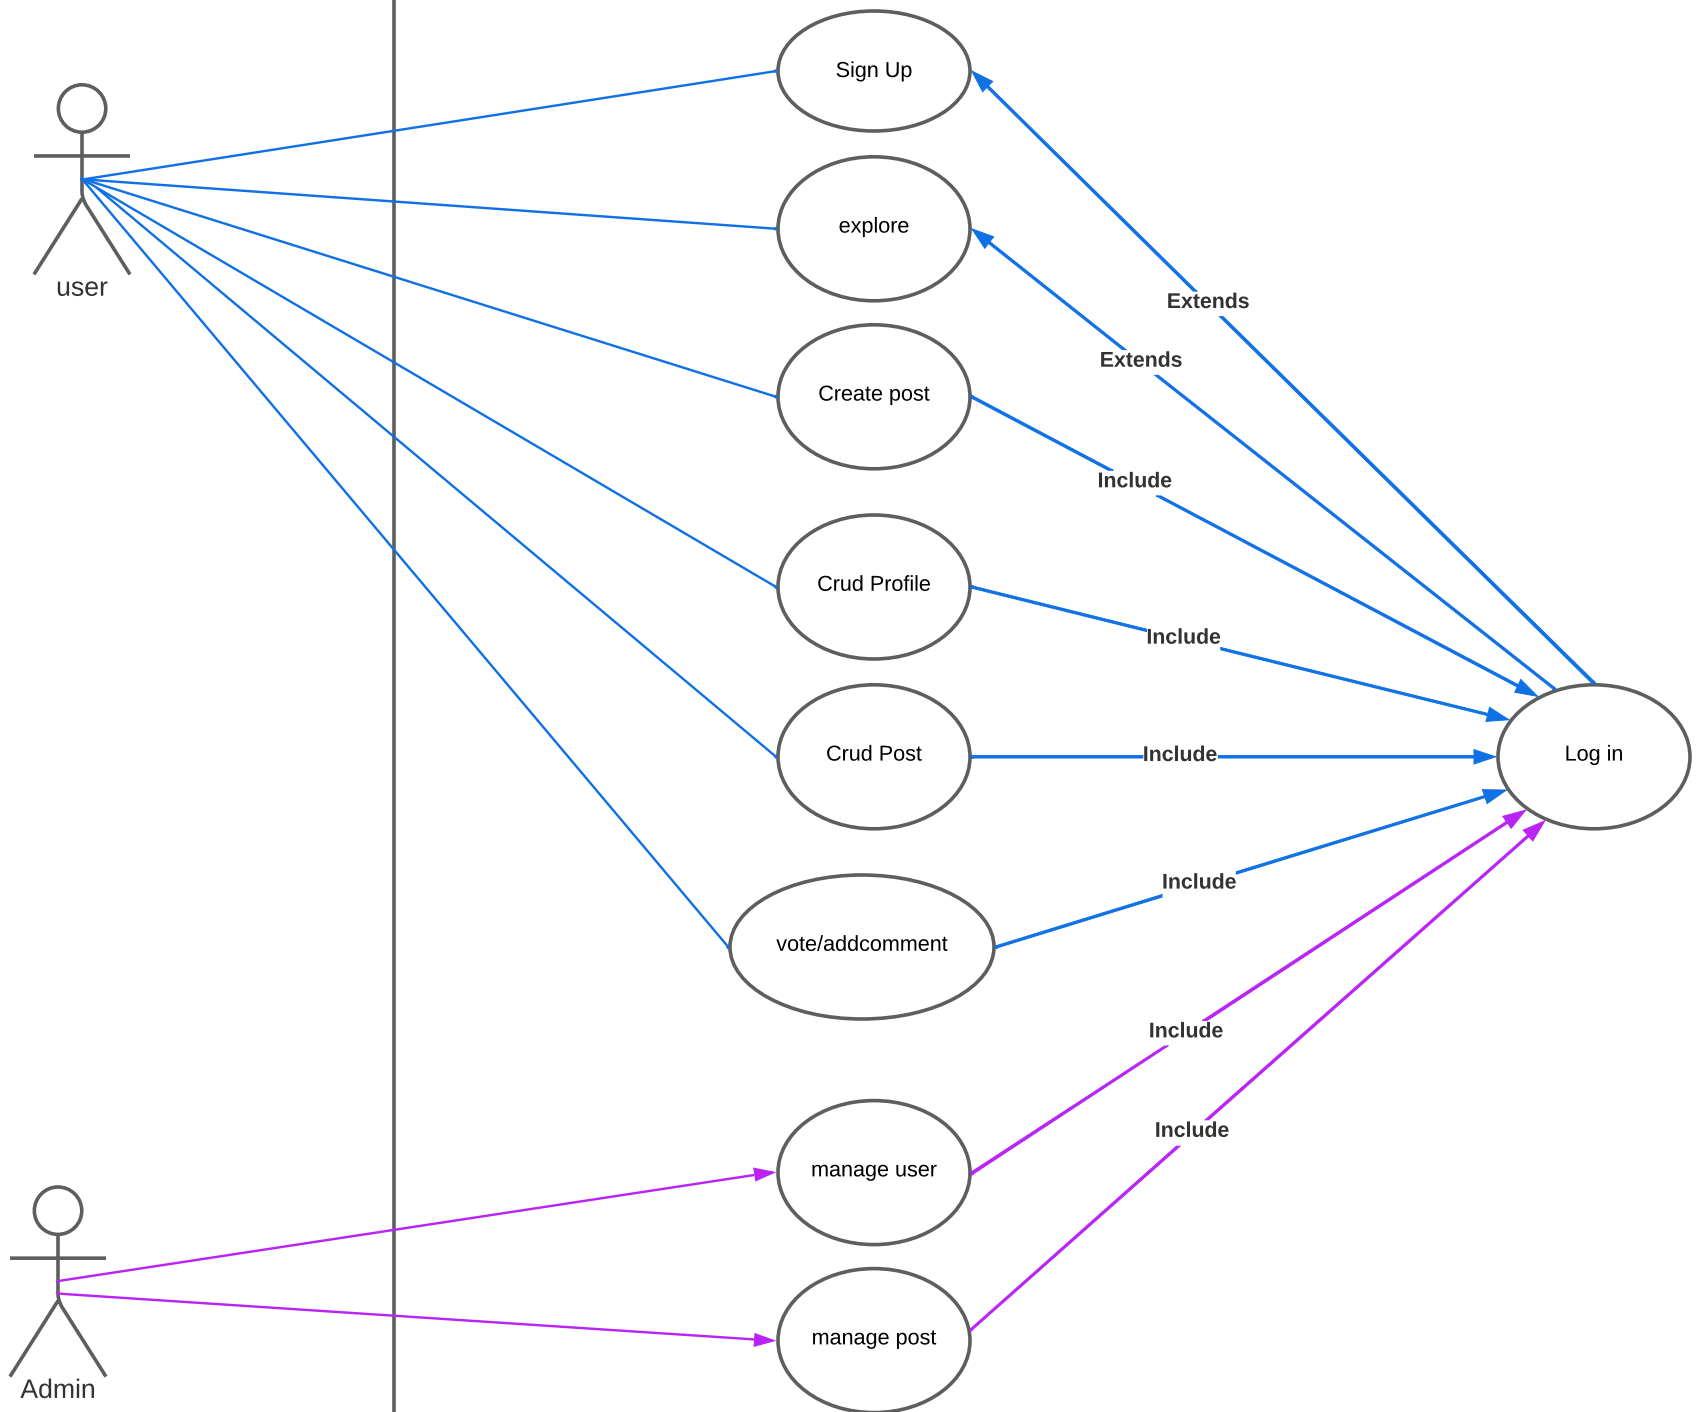 Sign Up
user
explore
Extends
Extends
Create post
Include
Crud Profile
Include
Crud Post
Include
Log in
Include
vote/addcomment
Include
manage user
Include
manage post
Admin